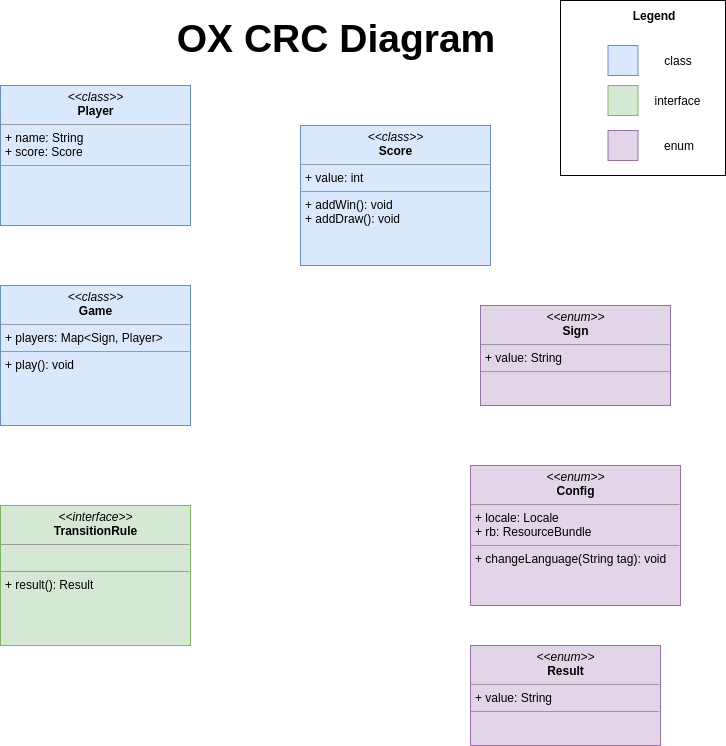 OX CRC Diagram
Legend
class
interface
enum
<<class>>
Player
+ name: String
+ score: Score
<<class>>
Score
+ value: int
+ addWin(): void
+ addDraw(): void
<<class>>
Game
+ players: Map<Sign, Player>
+ play(): void
<<enum>>
Sign
+ value: String
<<enum>>
Config
+ locale: Locale
+ rb: ResourceBundle
+ changeLanguage(String tag): void
<<interface>>
TransitionRule
+ result(): Result
<<enum>>
Result
+ value: String